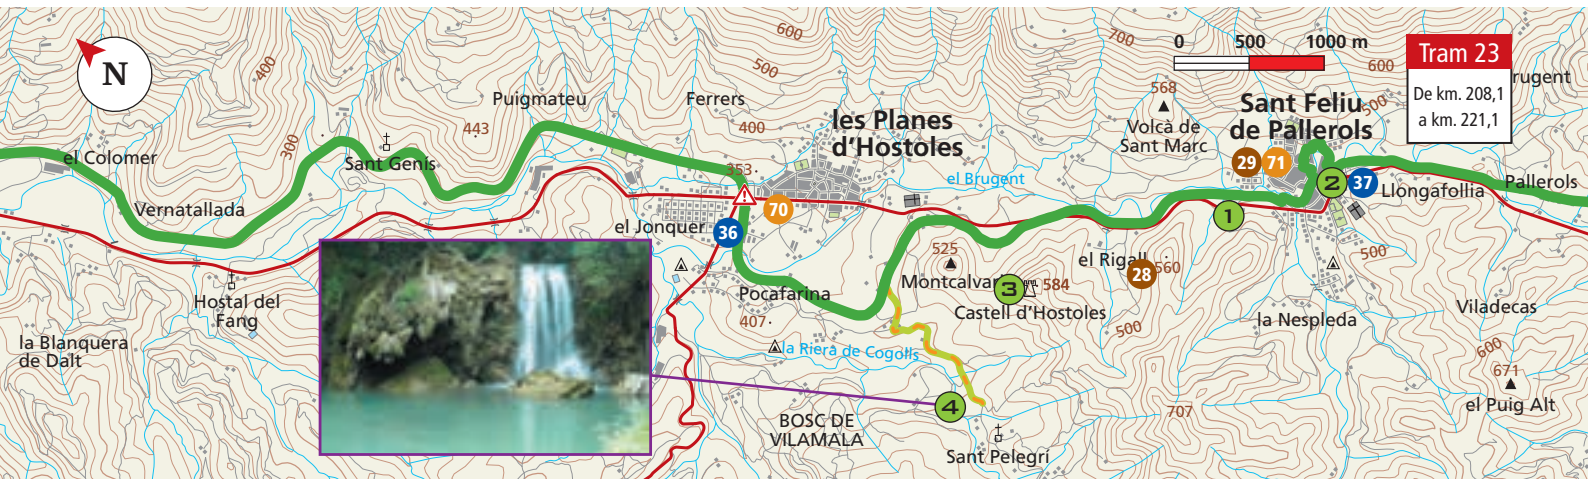 600
700
0 500 1000 m
Tram 23
De km. 208,1
a km. 221,1
400
500
600
rugent
N
568
Puigmateu
Ferrers
Sant Feliu
de Pallerols
500
les Planes
d'Hostoles
443
400
Volcà de
Sant Marc
300
el Colomer
Sant Genís
353
29
71
el Brugent
2
37
Llongafollia
Pallerols
Vernatallada
70
1
el Jonquer
36
525
500
el Rigall
560
28
Montcalvari
3
584
Hostal del
Fang
Pocafarina
Castell d'Hostoles
Viladecas
407
500
la Nespleda
la Blanquera
de Dalt
la Riera de Cogolls
600
671
4
707
el Puig Alt
BOSC DE
VILAMALA
Sant Pelegrí